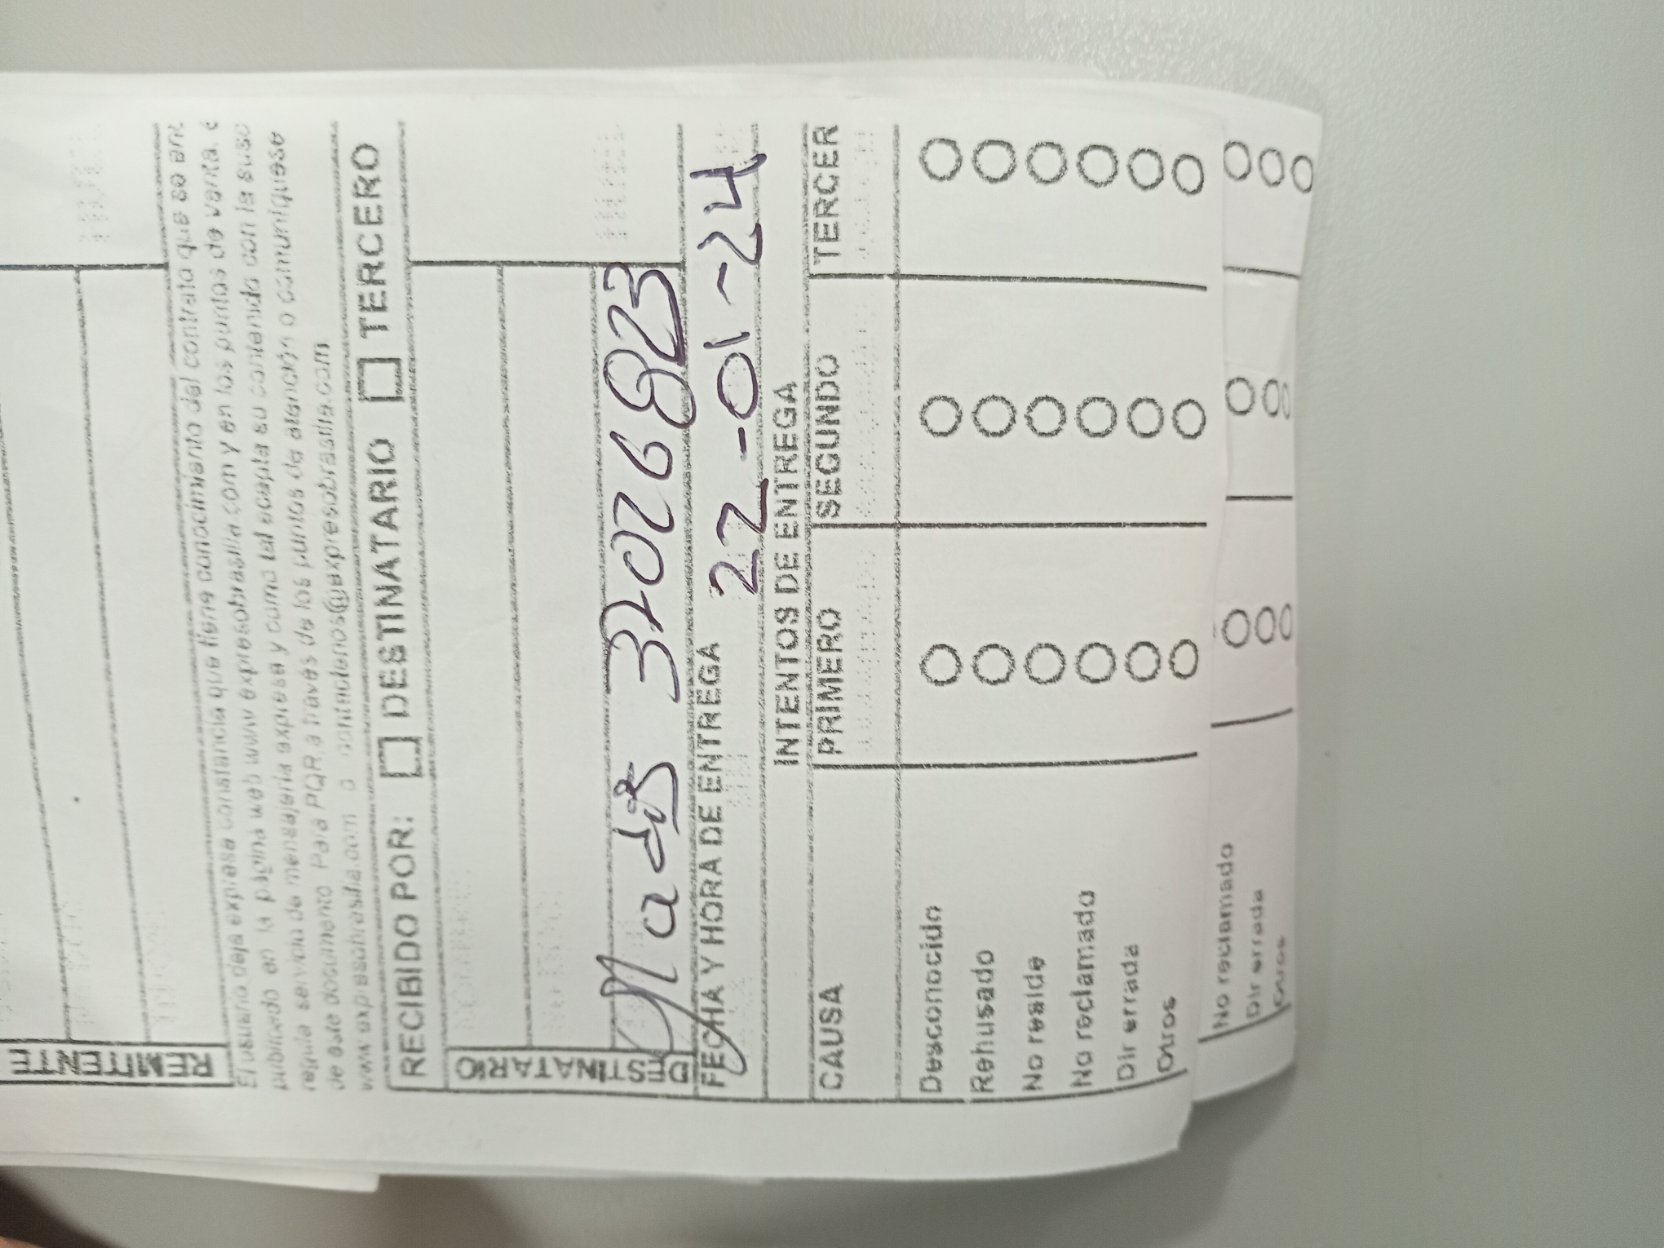 REMITENTE
El usuario deja expresa constancia que tiene conocimiento del contrato que se en
publicado en la página web www expresobrasilia com y en los puntos de venta,
regula servicio de mensajería expresa y como tal acepta su contenido con la susc
de este documento Para PQR a través de los puntos de atención o comuniquese
www.expresobrasilia.com o contactenos@expresobrasilia.com
RECIBIDO POR: DESTINATARIO TERCERO
DESTINATARIO
37026823
FECHA Y HORA DE ENTREGA
22-01-24
INTENTOS DE ENTREGA
CAUSA PRIMERO SEGUNDO TERCER
Desconocido
Rehusado
No reside
No reclamado
Dir errada
Otros
No reclamado
Dir errada
Otros